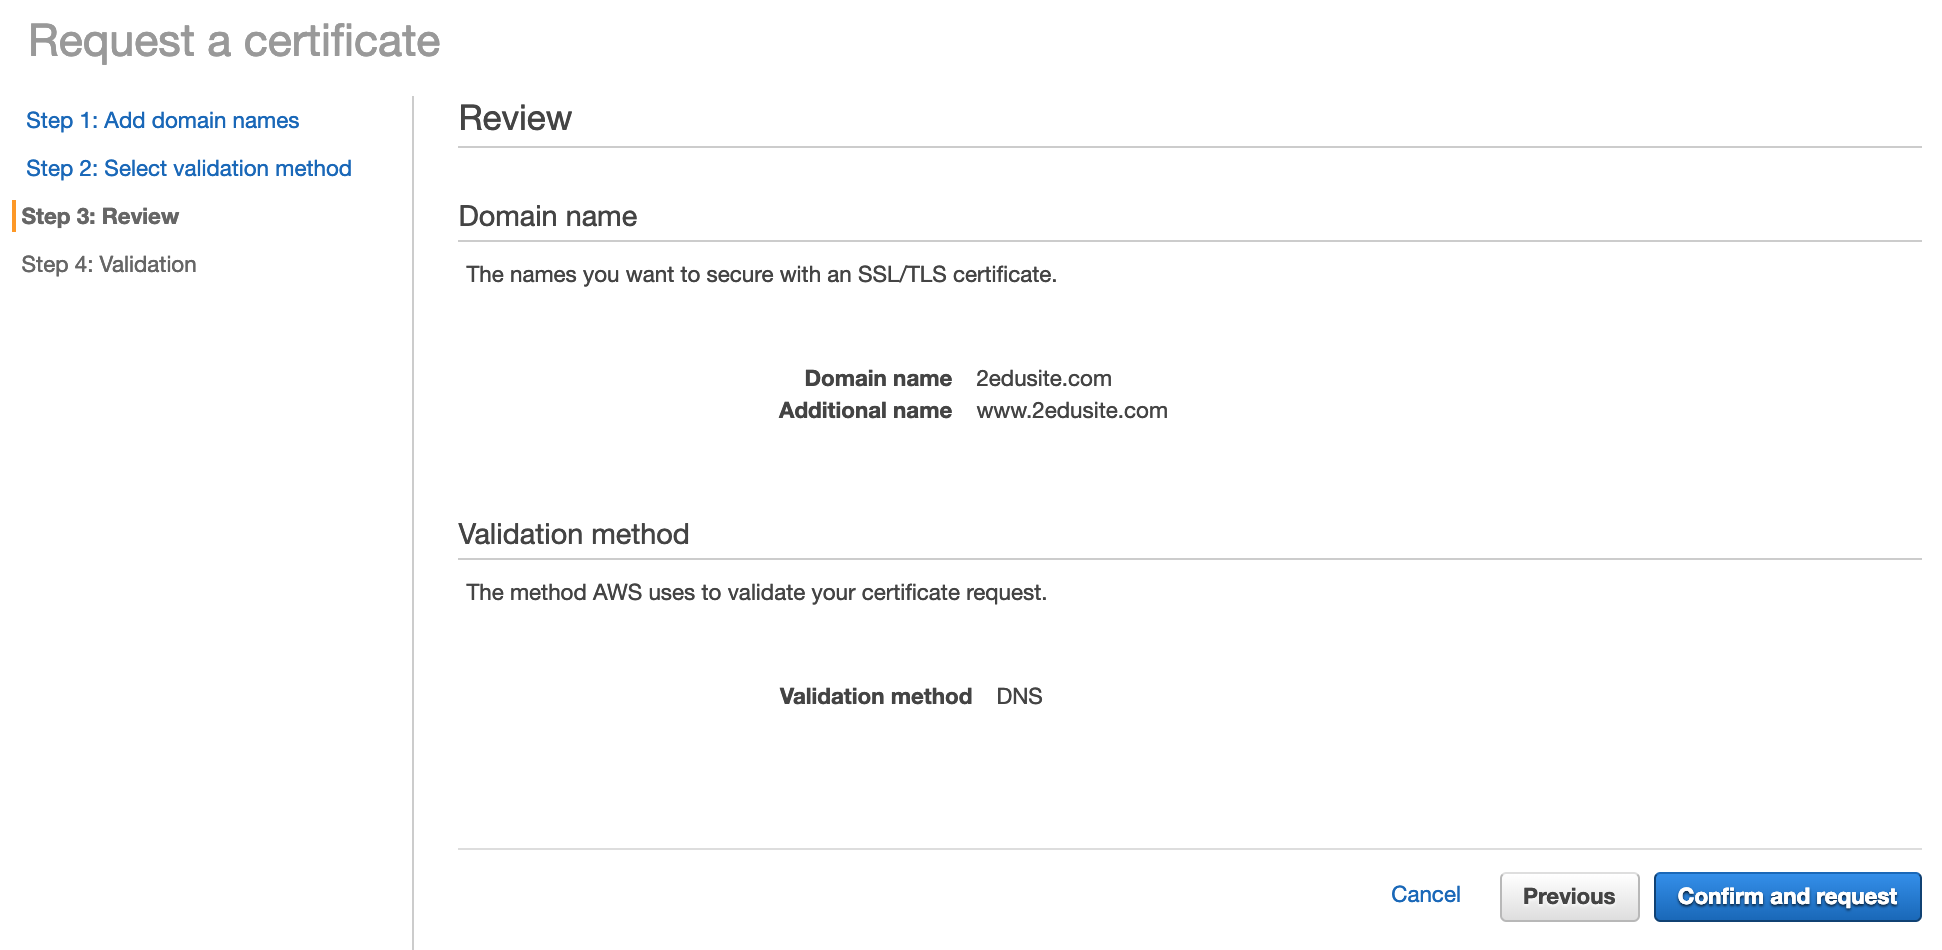 Request a certificate
Step 1: Add domain names
Step 2: Select validation method
Step 3: Review
Step 4: Validation
Review
Domain name
The names you want to secure with an SSL/TLS certificate.
Domain name 2edusite.com
Additional name www.2edusite.com
Validation method
The method AWS uses to validate your certificate request.
Validation method DNS
Cancel Previous Confirm and request